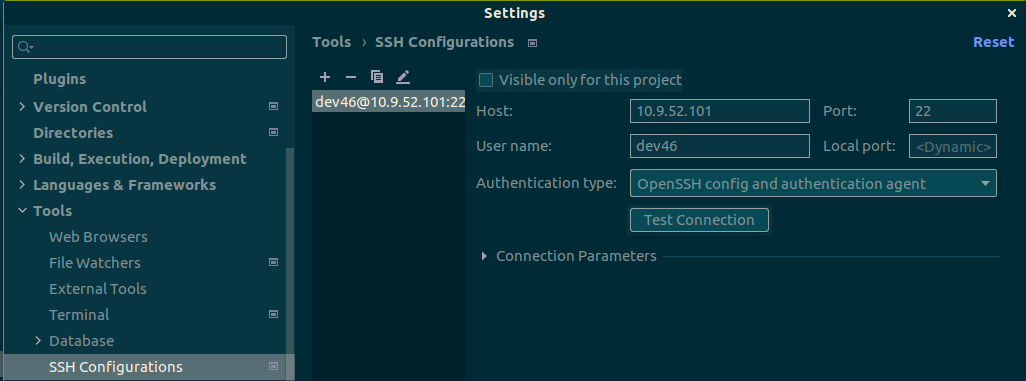 Settings
Tools › SSH Configurations
Reset
Plugins
Version Control
Directories
Build, Execution, Deployment
Languages & Frameworks
Tools
Web Browsers
File Watchers
External Tools
Terminal
Database
SSH Configurations
dev46@10.9.52.101:22
Visible only for this project
Host: 10.9.52.101 Port: 22
User name: dev46 Local port: <Dynamic>
Authentication type: OpenSSH config and authentication agent
Test Connection
Connection Parameters